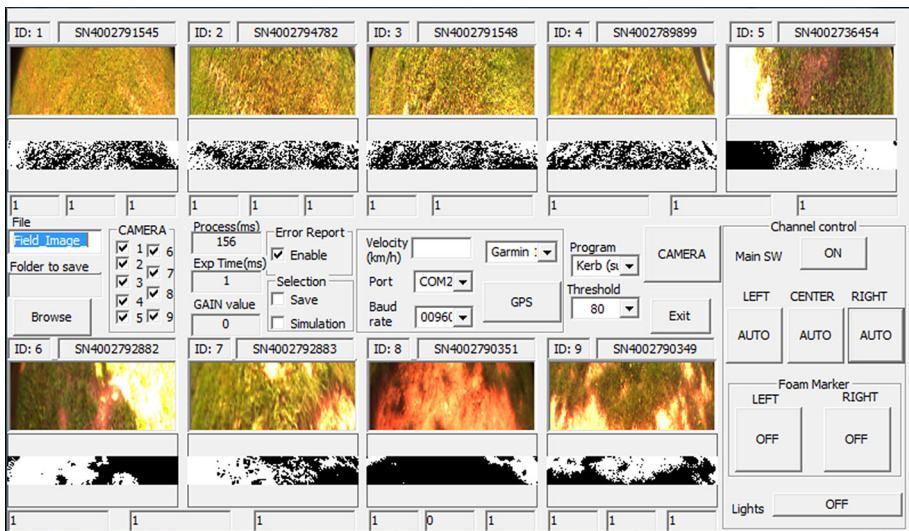 ID: 1 SN4002791545 ID: 2 SN4002794782 ID: 3 SN4002791548 ID: 4 SN4002789899 ID: 5 SN4002736454
1 1 1 1 1 1 1 1 1 1
File
Field_Image_
Folder to save
Browse
CAMERA
1 6
2 7
3 8
4 9
5
Process(ms)
156
Exp Time(ms)
1
GAIN value
0
Error Report
Enable
Selection
Save
Simulation
Velocity
(km/h)
Port COM2
Baud
rate 0096
Garmin
GPS
Program
Kerb (su
Threshold
80
CAMERA
Exit
Channel control
Main SW ON
LEFT CENTER RIGHT
AUTO AUTO AUTO
Foam Marker
LEFT RIGHT
OFF OFF
Lights OFF
ID: 6 SN4002792882 ID: 7 SN4002792883 ID: 8 SN4002790351 ID: 9 SN4002790349
1 1 1 1 0 1 1 1 1